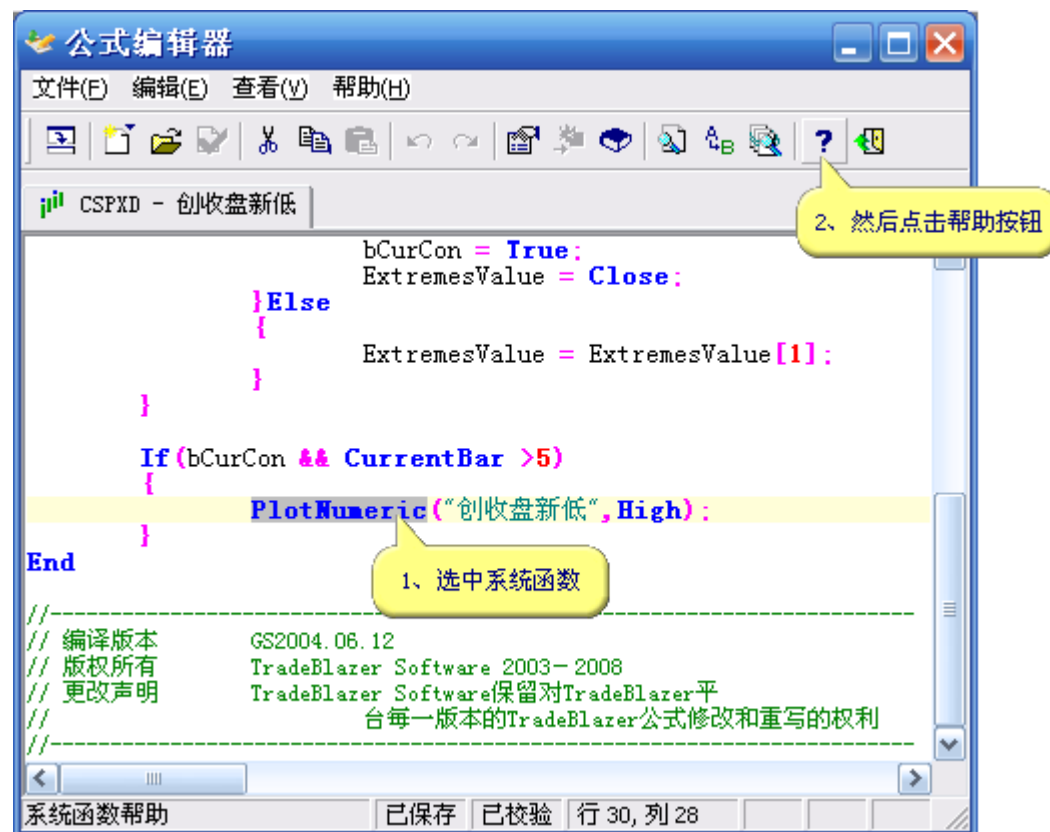 公式编辑器
文件(F) 编辑(E) 查看(V) 帮助(H)
CSPXD - 创收盘新低
2、然后点击帮助按钮
bCurCon = True;
ExtremesValue = Close;
}Else
{
ExtremesValue = ExtremesValue[1];
}
}
If(bCurCon && CurrentBar >5)
{
PlotNumeric("创收盘新低",High);
}
1、选中系统函数
End
//------------------------------------------------------------------------
// 编译版本 GS2004.06.12
// 版权所有 TradeBlazer Software 2003－2008
// 更改声明 TradeBlazer Software保留对TradeBlazer平
// 台每一版本的TradeBlazer公式修改和重写的权利
//------------------------------------------------------------------------
系统函数帮助 已保存 已校验 行 30, 列 28